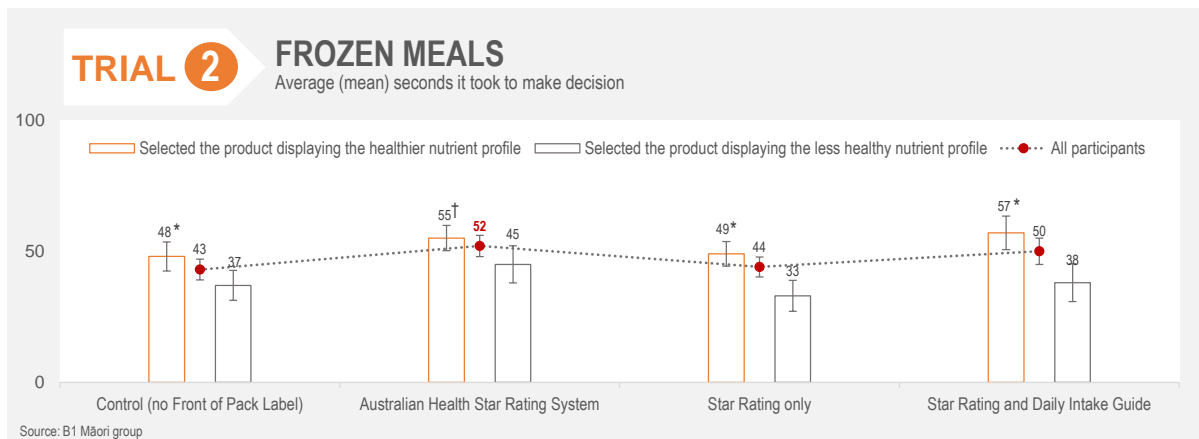 TRIAL 2
FROZEN MEALS
Average (mean) seconds it took to make decision
100
Selected the product displaying the healthier nutrient profile Selected the product displaying the less healthy nutrient profile All participants
48 * 43 37 55† 52 45 49* 44 33 57 * 50 38
50
0
Control (no Front of Pack Label) Australian Health Star Rating System Star Rating only Star Rating and Daily Intake Guide
Source: B1 Māori group